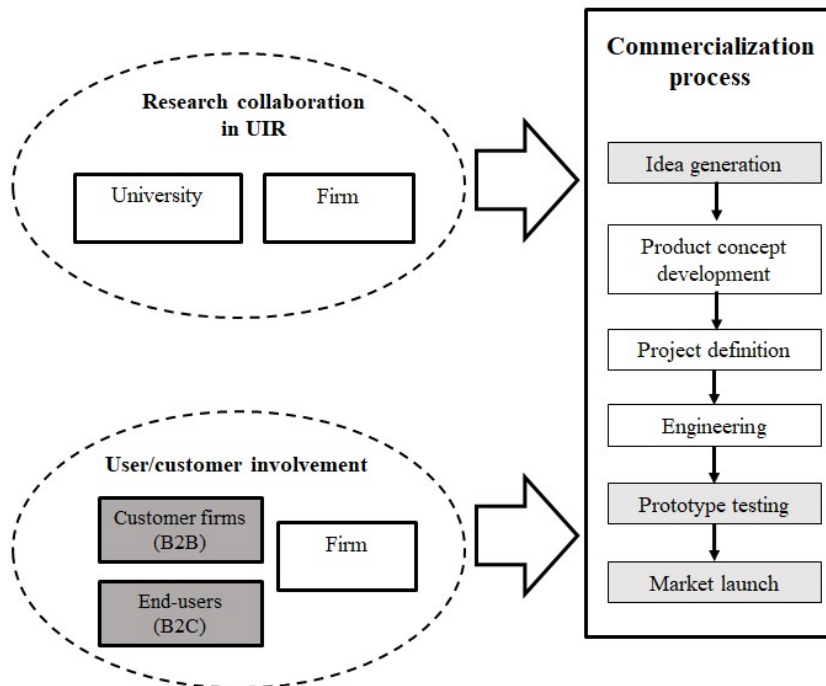 Research collaboration
in UIR
University
Firm
User/customer involvement
Customer firms
(B2B)
Firm
End-users
(B2C)
Commercialization
process
Idea generation
Product concept
development
Project definition
Engineering
Prototype testing
Market launch